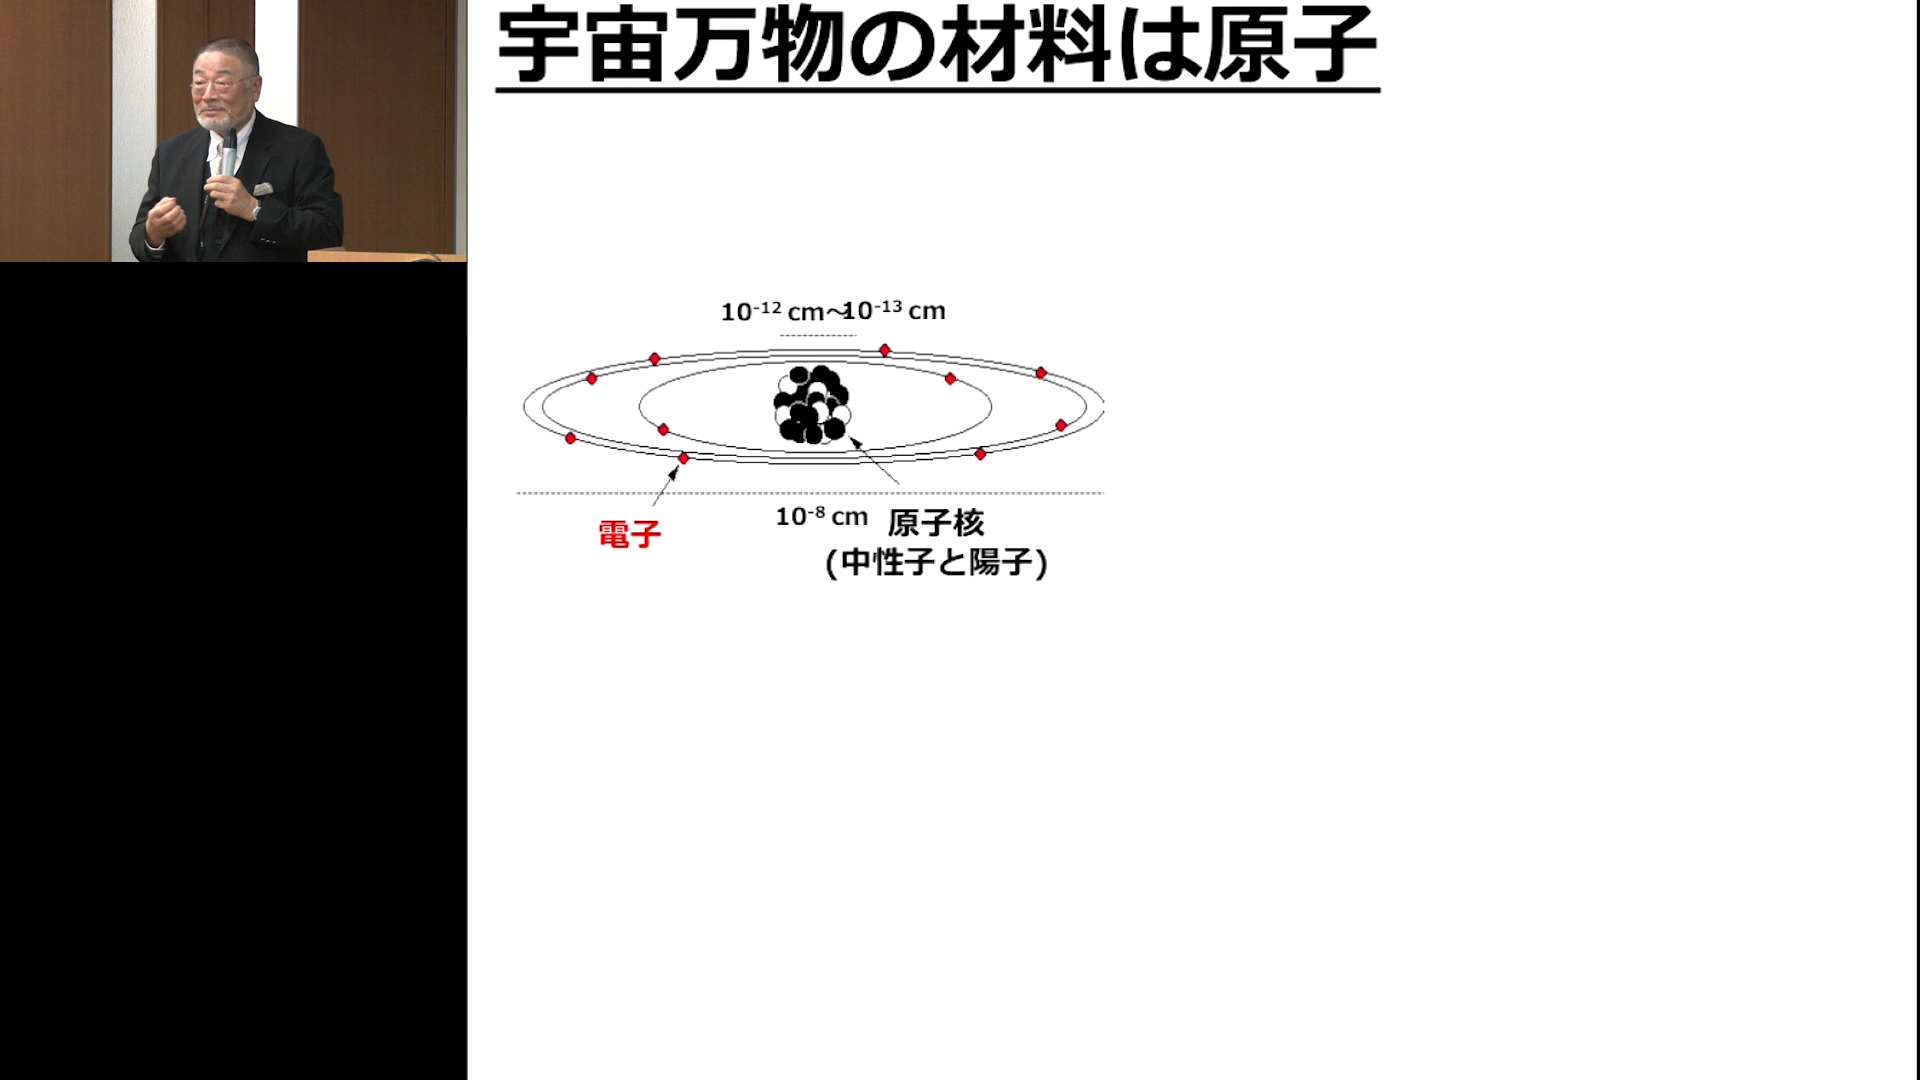 宇宙万物の材料は原子
10-12 cm～10-13 cm
10-8 cm
電子
原子核
(中性子と陽子)